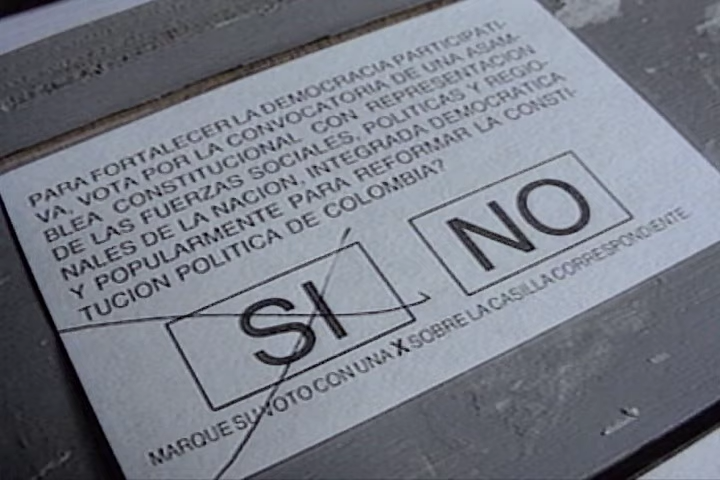 PARA FORTALECER LA DEMOCRACIA PARTICIPATI-
VA, VOTA POR LA CONVOCATORIA DE UNA ASAM-
BLEA CONSTITUCIONAL CON REPRESENTACION
DE LAS FUERZAS SOCIALES, POLITICAS Y REGIO-
NALES DE LA NACION, INTEGRADA DEMOCRATICA
Y POPULARMENTE PARA REFORMAR LA CONSTI-
TUCION POLITICA DE COLOMBIA?
SI NO
MARQUE SU VOTO CON UNA X SOBRE LA CASILLA CORRESPONDIENTE